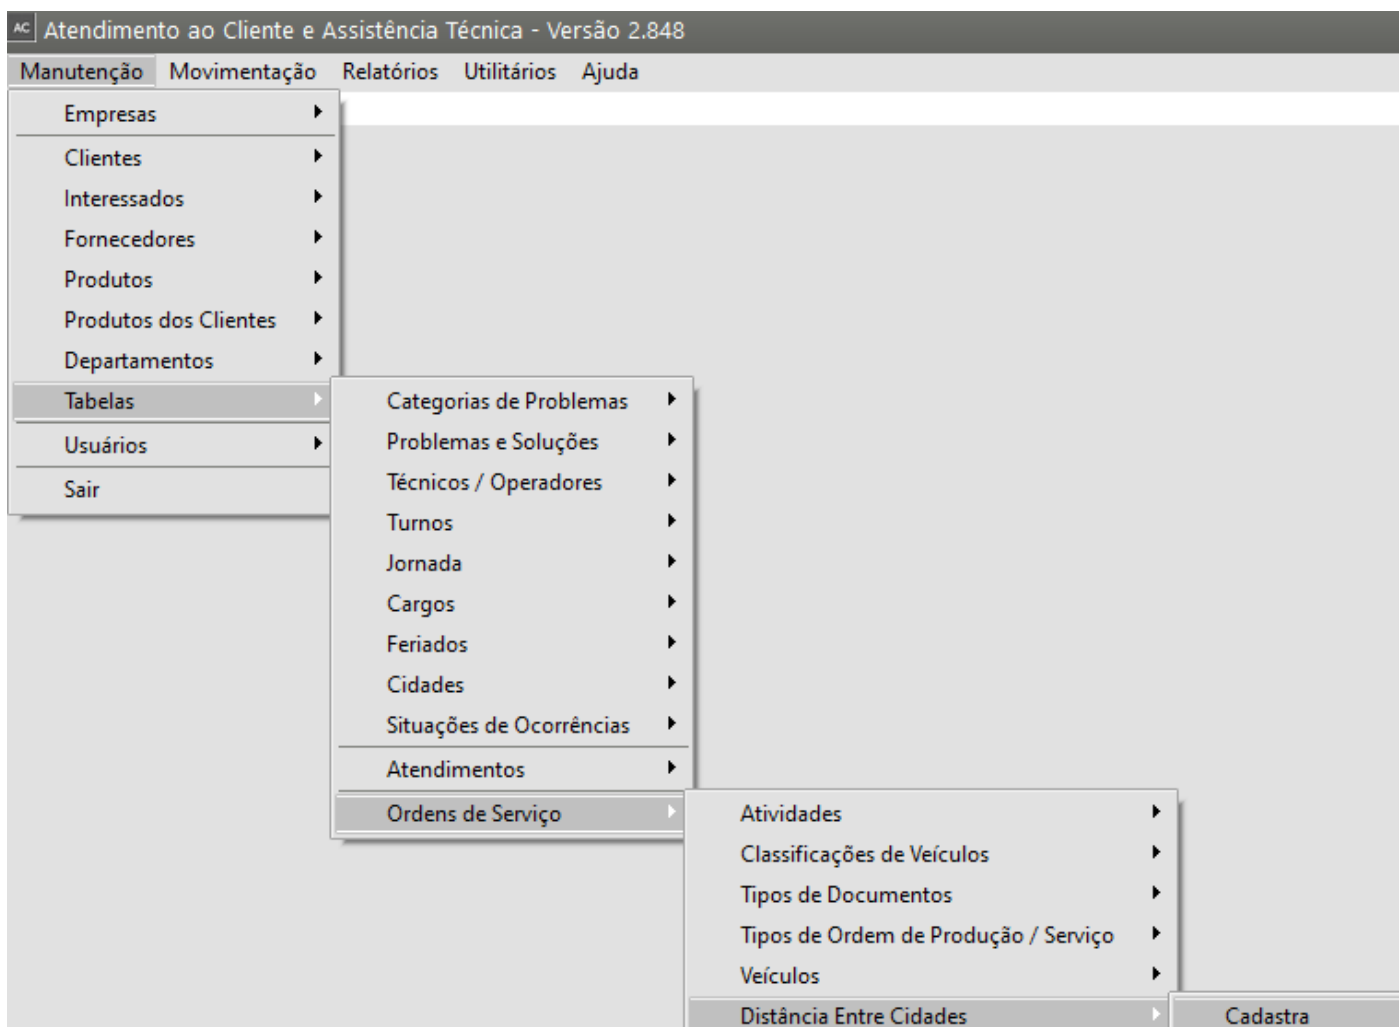 AC Atendimento ao Cliente e Assistência Técnica - Versão 2.848
Manutenção Movimentação Relatórios Utilitários Ajuda
Empresas
Clientes
Interessados
Fornecedores
Produtos
Produtos dos Clientes
Departamentos
Tabelas
Usuários
Sair
Categorias de Problemas
Problemas e Soluções
Técnicos / Operadores
Turnos
Jornada
Cargos
Feriados
Cidades
Situações de Ocorrências
Atendimentos
Ordens de Serviço
Atividades
Classificações de Veículos
Tipos de Documentos
Tipos de Ordem de Produção / Serviço
Veículos
Distância Entre Cidades
Cadastra